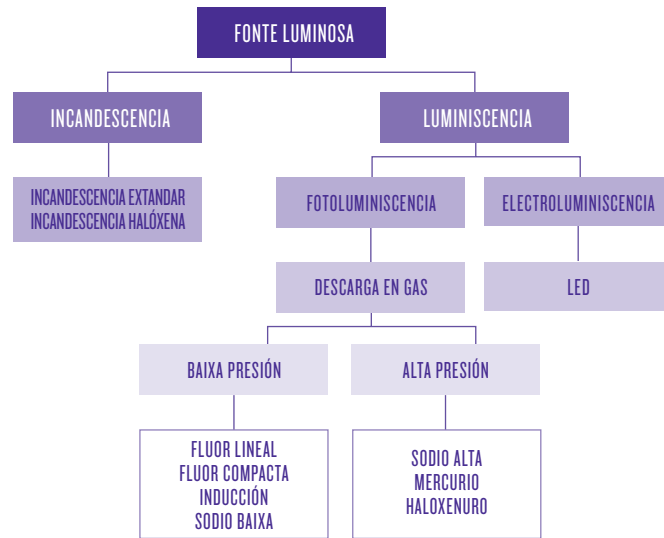 FONTE LUMINOSA
INCANDESCENCIA
LUMINISCENCIA
INCANDESCENCIA EXTANDAR
INCANDESCENCIA HALÓXENA
FOTOLUMINISCENCIA
ELECTROLUMINISCENCIA
DESCARGA EN GAS
LED
BAIXA PRESIÓN
ALTA PRESIÓN
FLUOR LINEAL
FLUOR COMPACTA
INDUCCIÓN
SODIO BAIXA
SODIO ALTA
MERCURIO
HALOXENURO